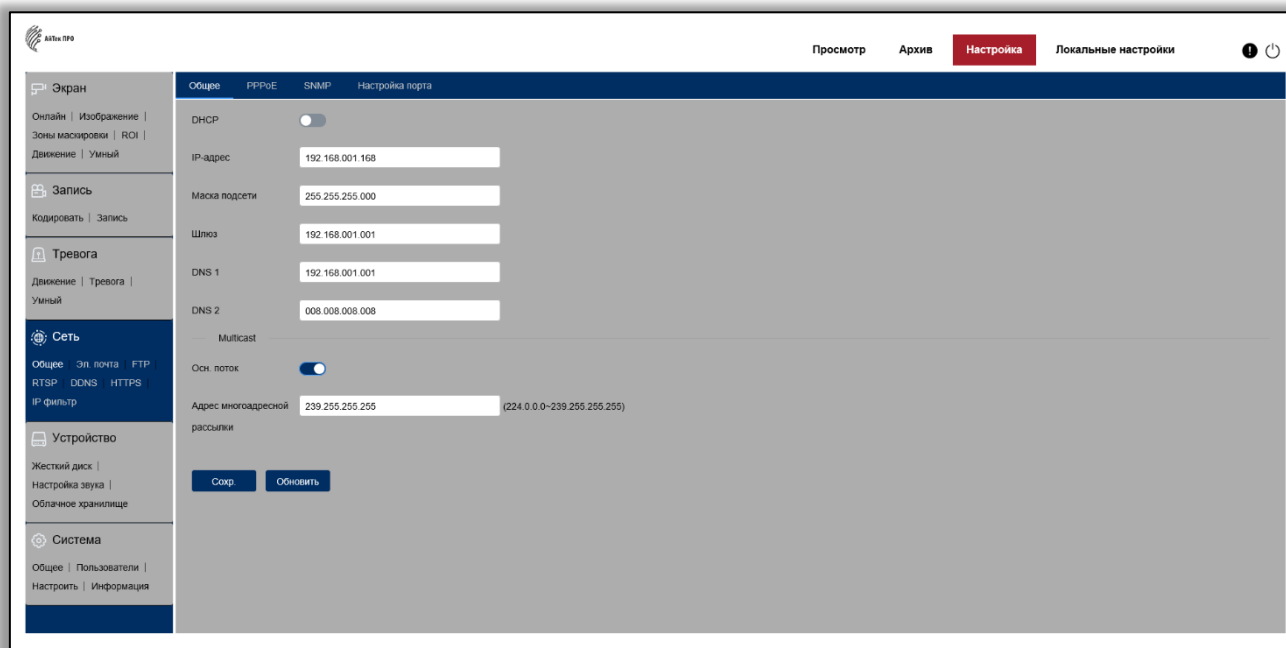 АйТек ПРО
Просмотр Архив Настройка Локальные настройки
Экран
Онлайн | Изображение |
Зоны маскировки | ROI |
Движение | Умный
Запись
Кодировать | Запись
Тревога
Движение | Тревога |
Умный
Сеть
Общее | Эл. почта | FTP |
RTSP | DDNS | HTTPS |
IP фильтр
Устройство
Жесткий диск |
Настройка звука |
Облачное хранилище
Система
Общее | Пользователи |
Настроить | Информация
Общее PPPoE SNMP Настройка порта
DHCP
IP-адрес 192.168.001.168
Маска подсети 255.255.255.000
Шлюз 192.168.001.001
DNS 1 192.168.001.001
DNS 2 008.008.008.008
Multicast
Осн. поток
Адрес многоадресной 239.255.255.255 (224.0.0.0~239.255.255.255)
рассылки
Сохр. Обновить